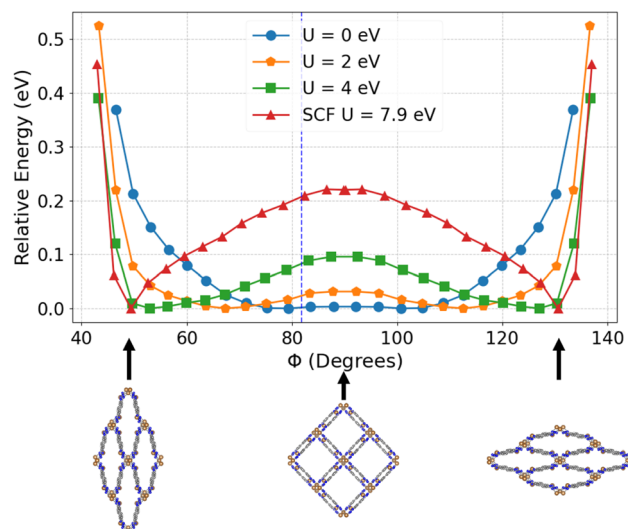 U = 0 eV
U = 2 eV
U = 4 eV
SCF U = 7.9 eV
Relative Energy (eV)
0.5
0.4
0.3
0.2
0.1
0.0
40
60
80
100
120
140
Φ (Degrees)